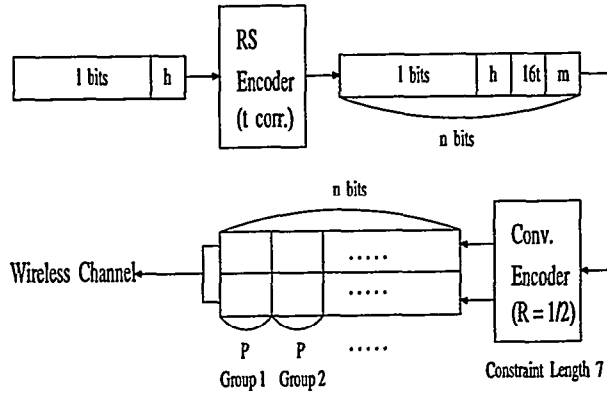 RS
Encoder
(t corr.)
l bits
h
l bits
h
16t
m
n bits
n bits
Conv.
Encoder
(R = 1/2)
.....
.....
Wireless Channel
P
P
.....
Group 1
Group 2
Constraint Length 7